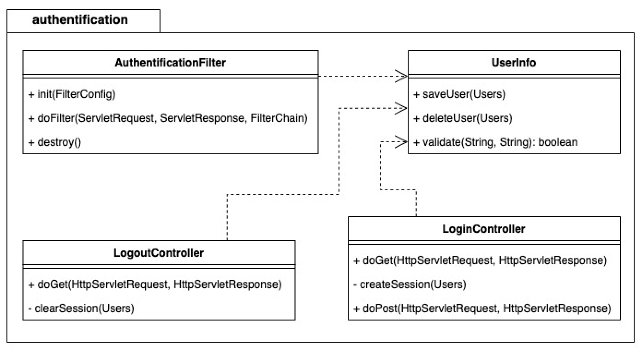 authentification
AuthentificationFilter
+ init(FilterConfig)
+ doFilter(ServletRequest, ServletResponse, FilterChain)
+ destroy()
UserInfo
+ saveUser(Users)
+ deleteUser(Users)
+ validate(String, String): boolean
LogoutController
+ doGet(HttpServletRequest, HttpServletResponse)
- clearSession(Users)
LoginController
+ doGet(HttpServletRequest, HttpServletResponse)
- createSession(Users)
+ doPost(HttpServletRequest, HttpServletResponse)